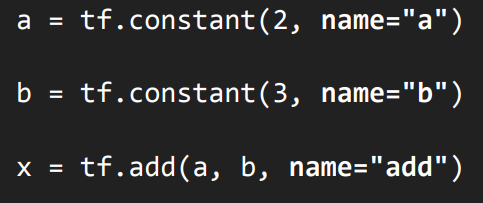 a = tf.constant(2, name="a")
b = tf.constant(3, name="b")
x = tf.add(a, b, name="add")